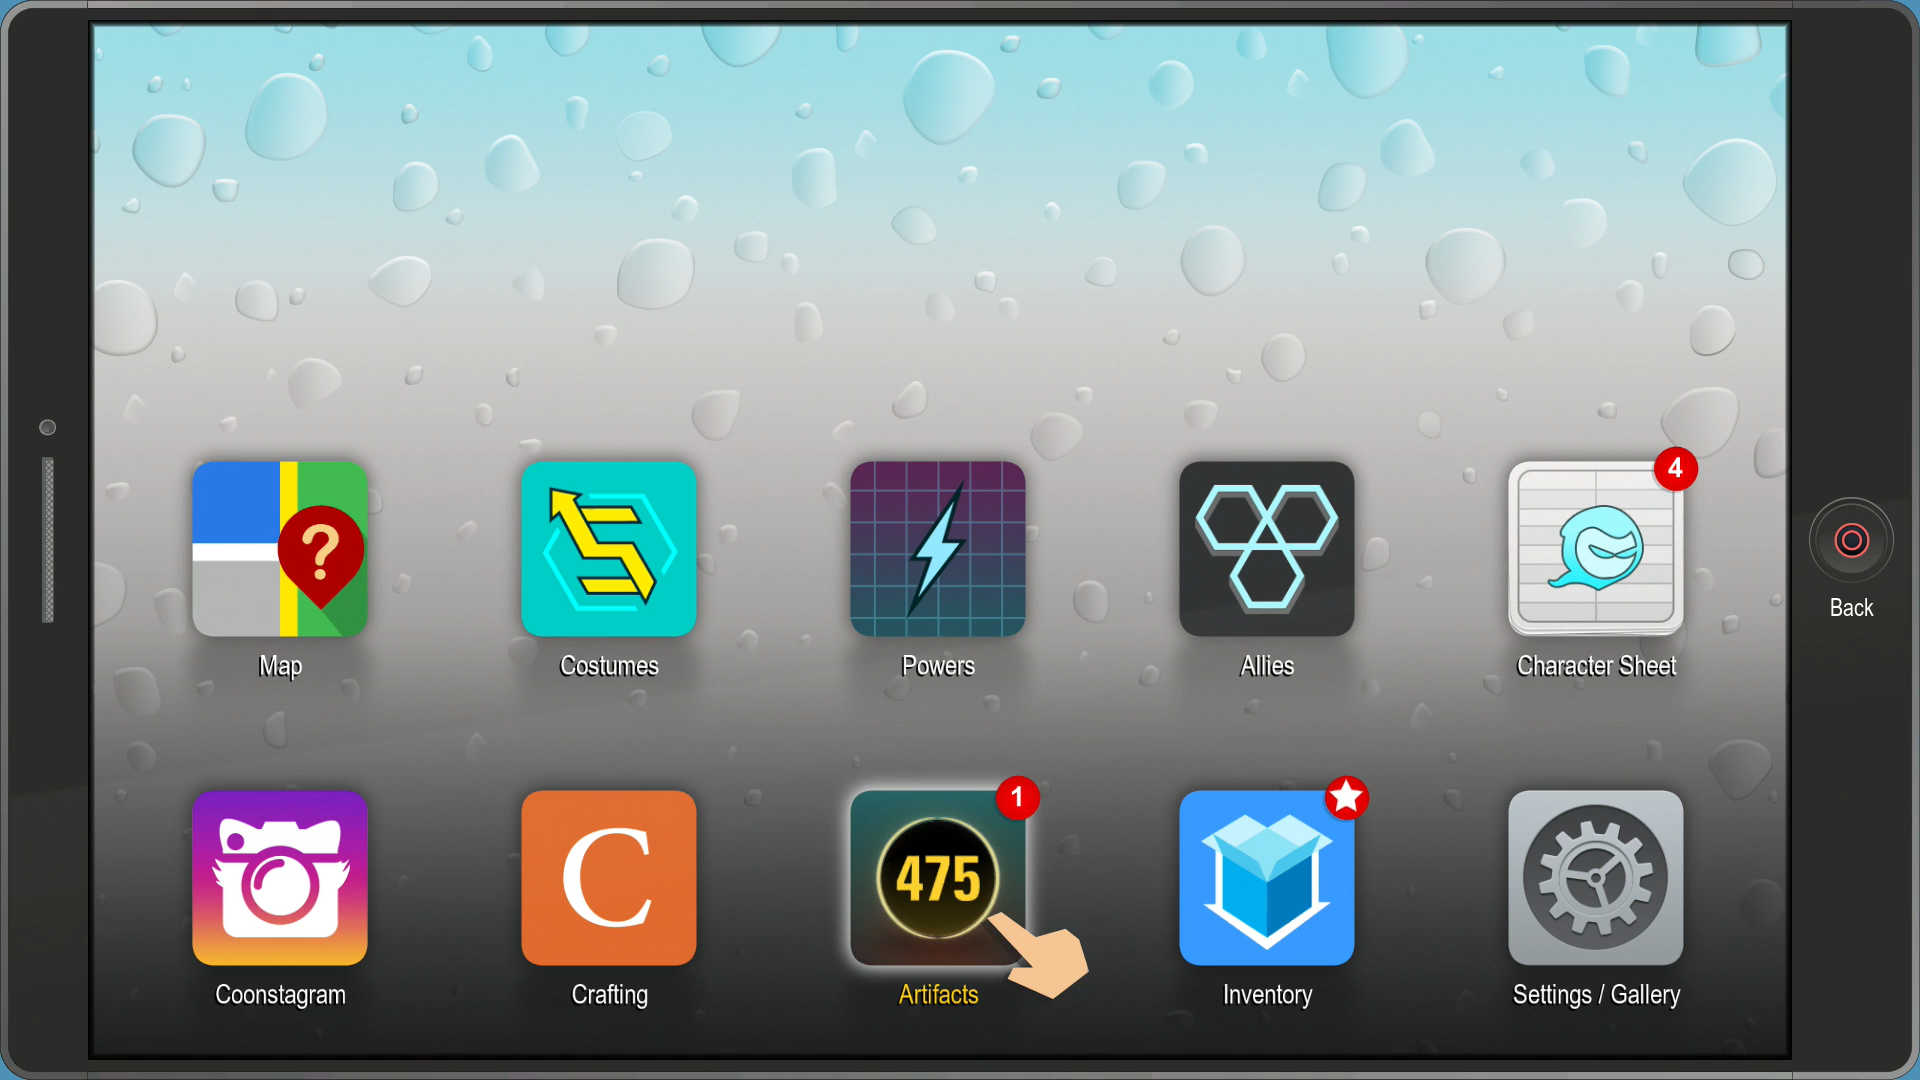 4
?
Back
Map
Costumes
Powers
Allies
Character Sheet
1
C
475
Coonstagram
Crafting
Artifacts
Inventory
Settings / Gallery